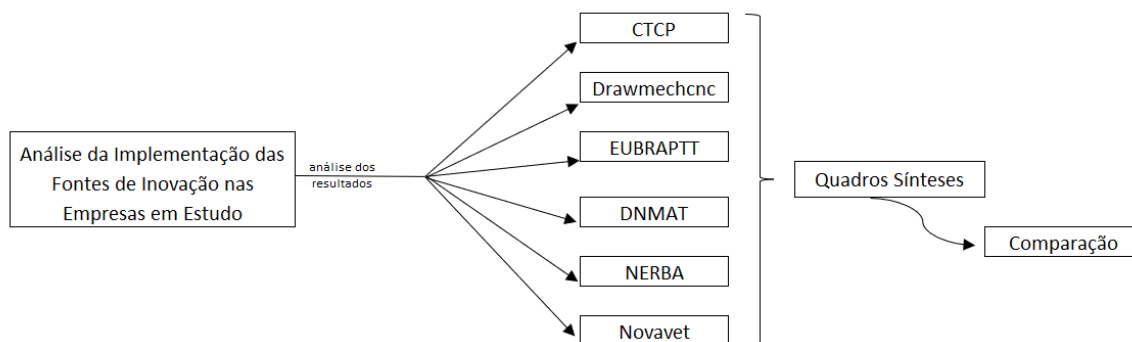 Análise da Implementação das
Fontes de Inovação nas
Empresas em Estudo
análise dos
resultados
CTCP
Drawmechcnc
EUBRAPTT
DNMAT
NERBA
Novavet
Quadros Sínteses
Comparação